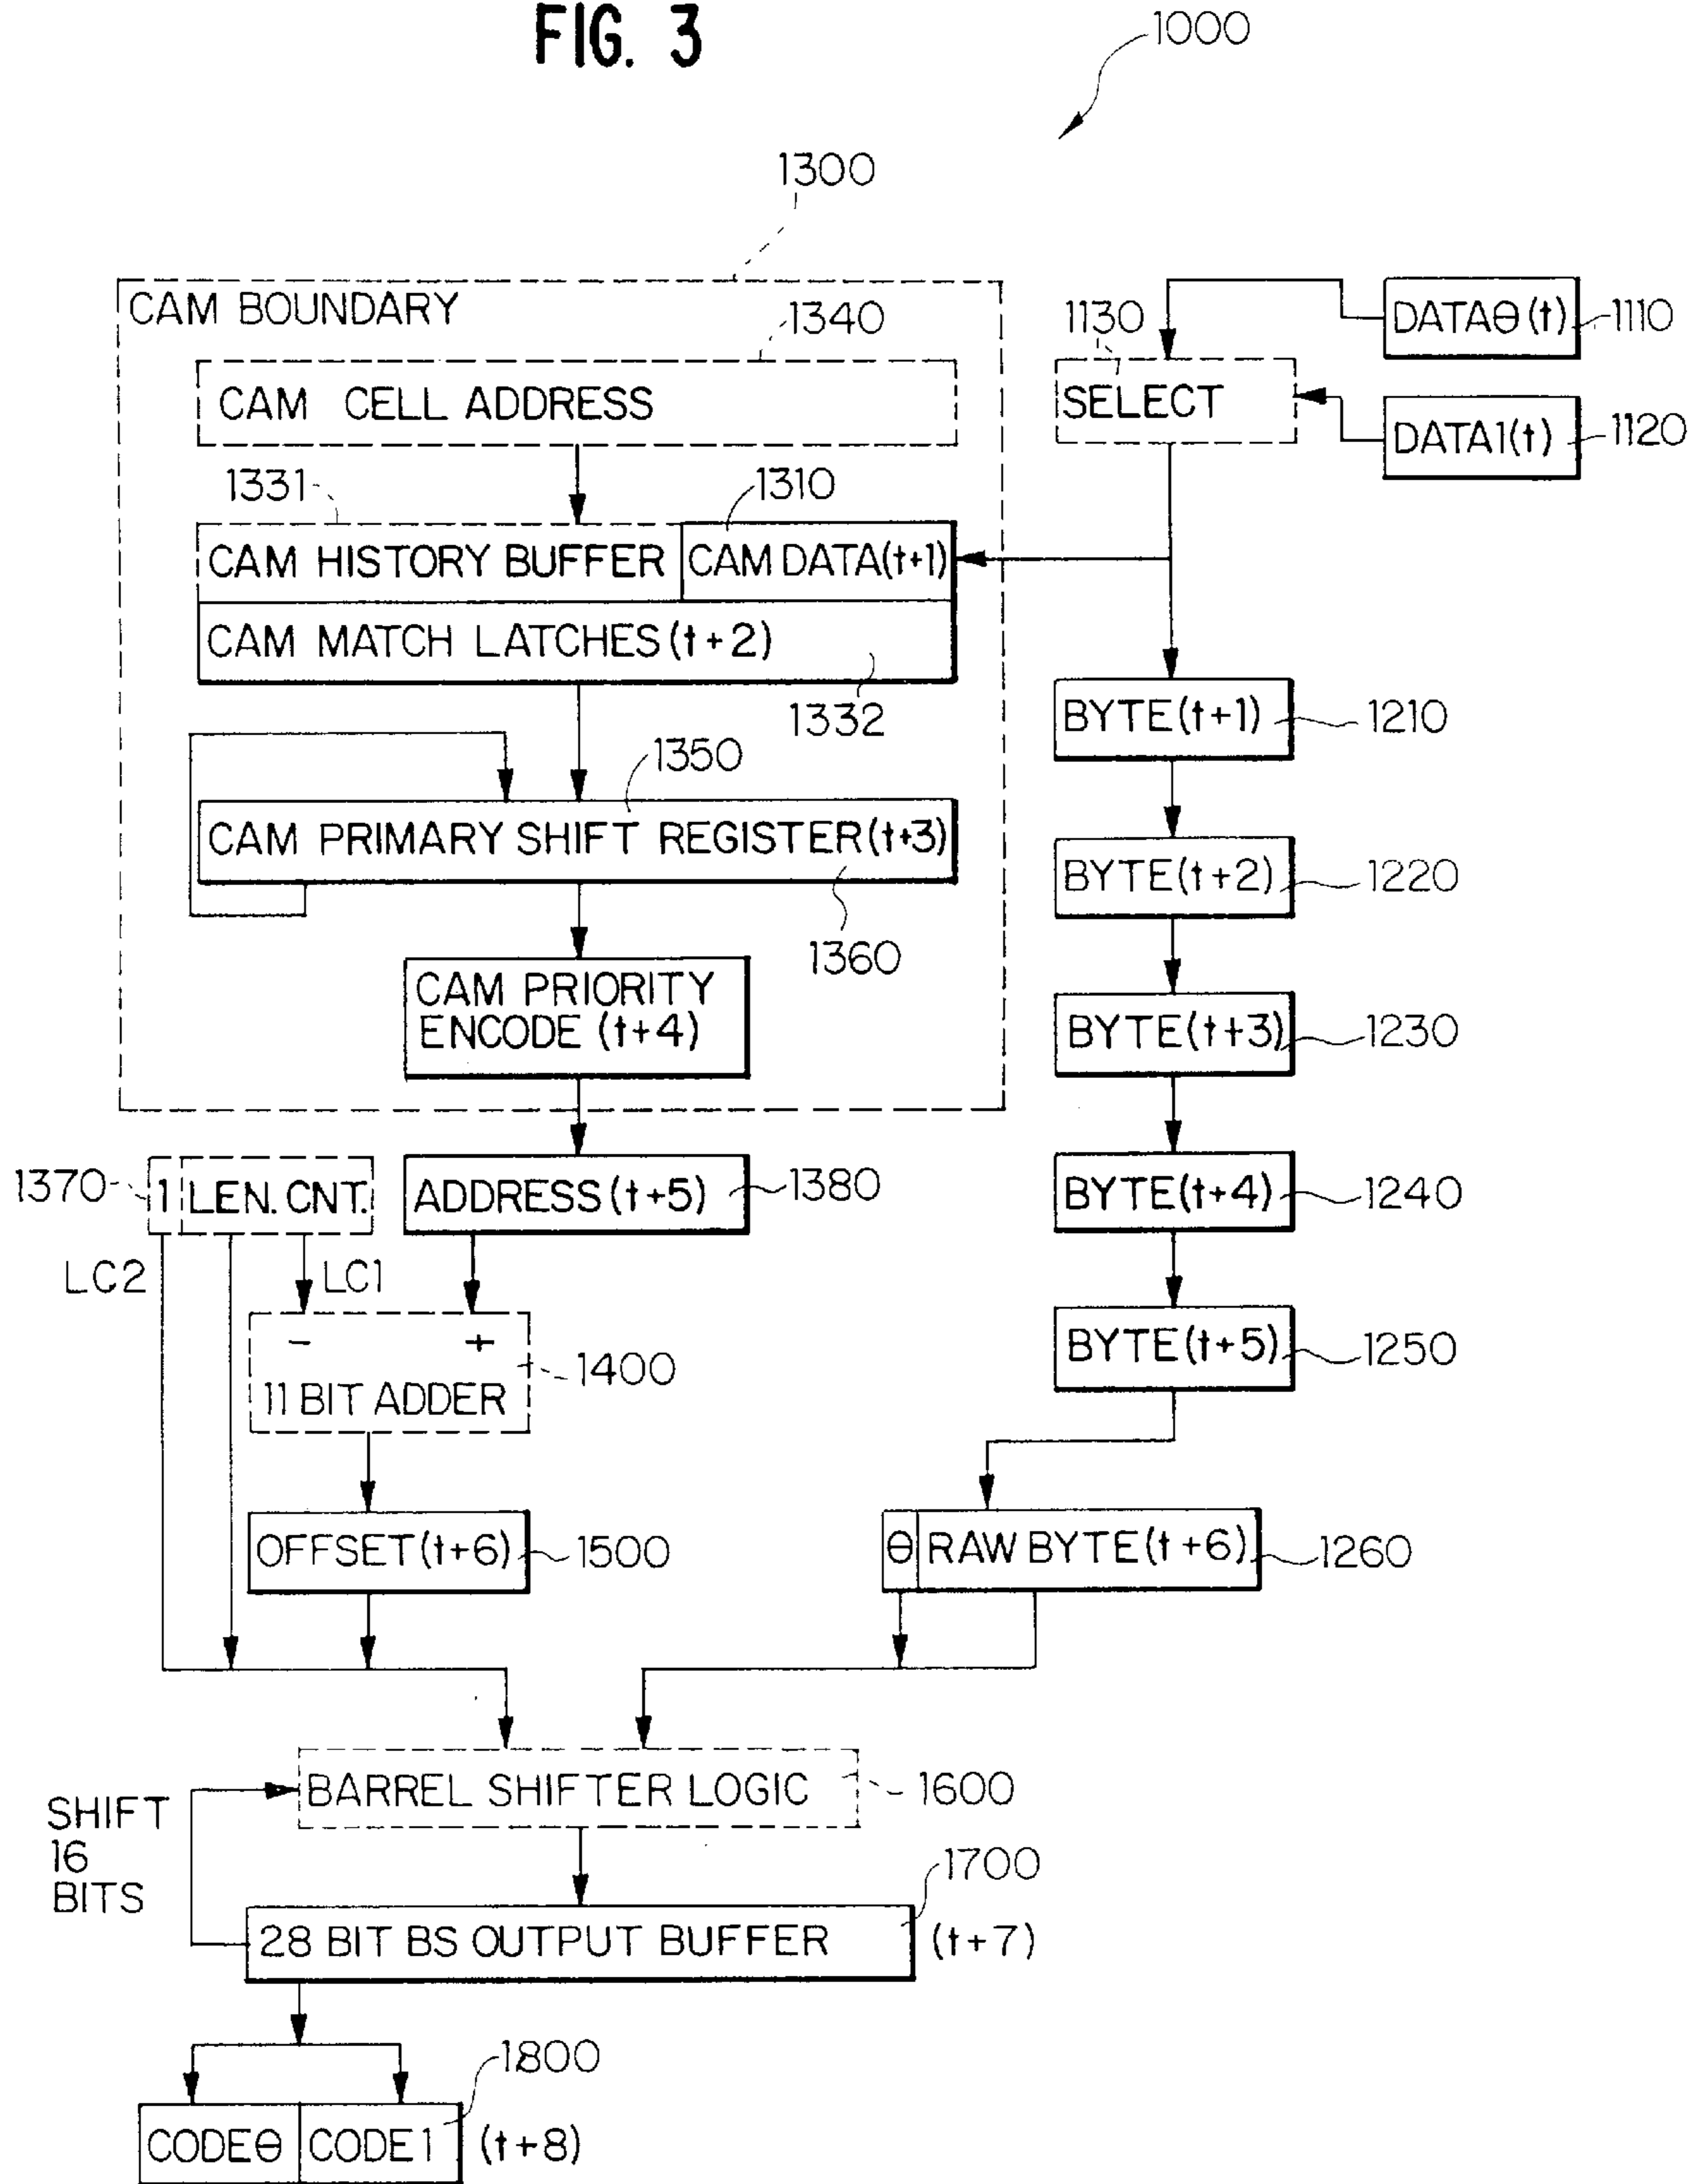 FIG. 3
1000
1300
CAM BOUNDARY
1340
1130
DATAθ(t)
1110
CAM CELL ADDRESS
SELECT
DATA1(t)
1120
1331
1310
CAM HISTORY BUFFER
CAM DATA(t+1)
CAM MATCH LATCHES(t+2)
1332
BYTE(t+1)
1210
1350
CAM PRIMARY SHIFT REGISTER(t+3)
BYTE(t+2)
1220
1360
CAM PRIORITY
ENCODE (t+4)
BYTE(t+3)
1230
1370
1
LEN. CNT.
ADDRESS(t+5)
1380
BYTE(t+4)
1240
LC2
LC1
− +
11 BIT ADDER
1400
BYTE(t+5)
1250
OFFSET(t+6)
1500
θ
RAW BYTE(t+6)
1260
BARREL SHIFTER LOGIC
1600
SHIFT
16
BITS
1700
28 BIT BS OUTPUT BUFFER
(t+7)
1800
CODEθ
CODE1
(t+8)